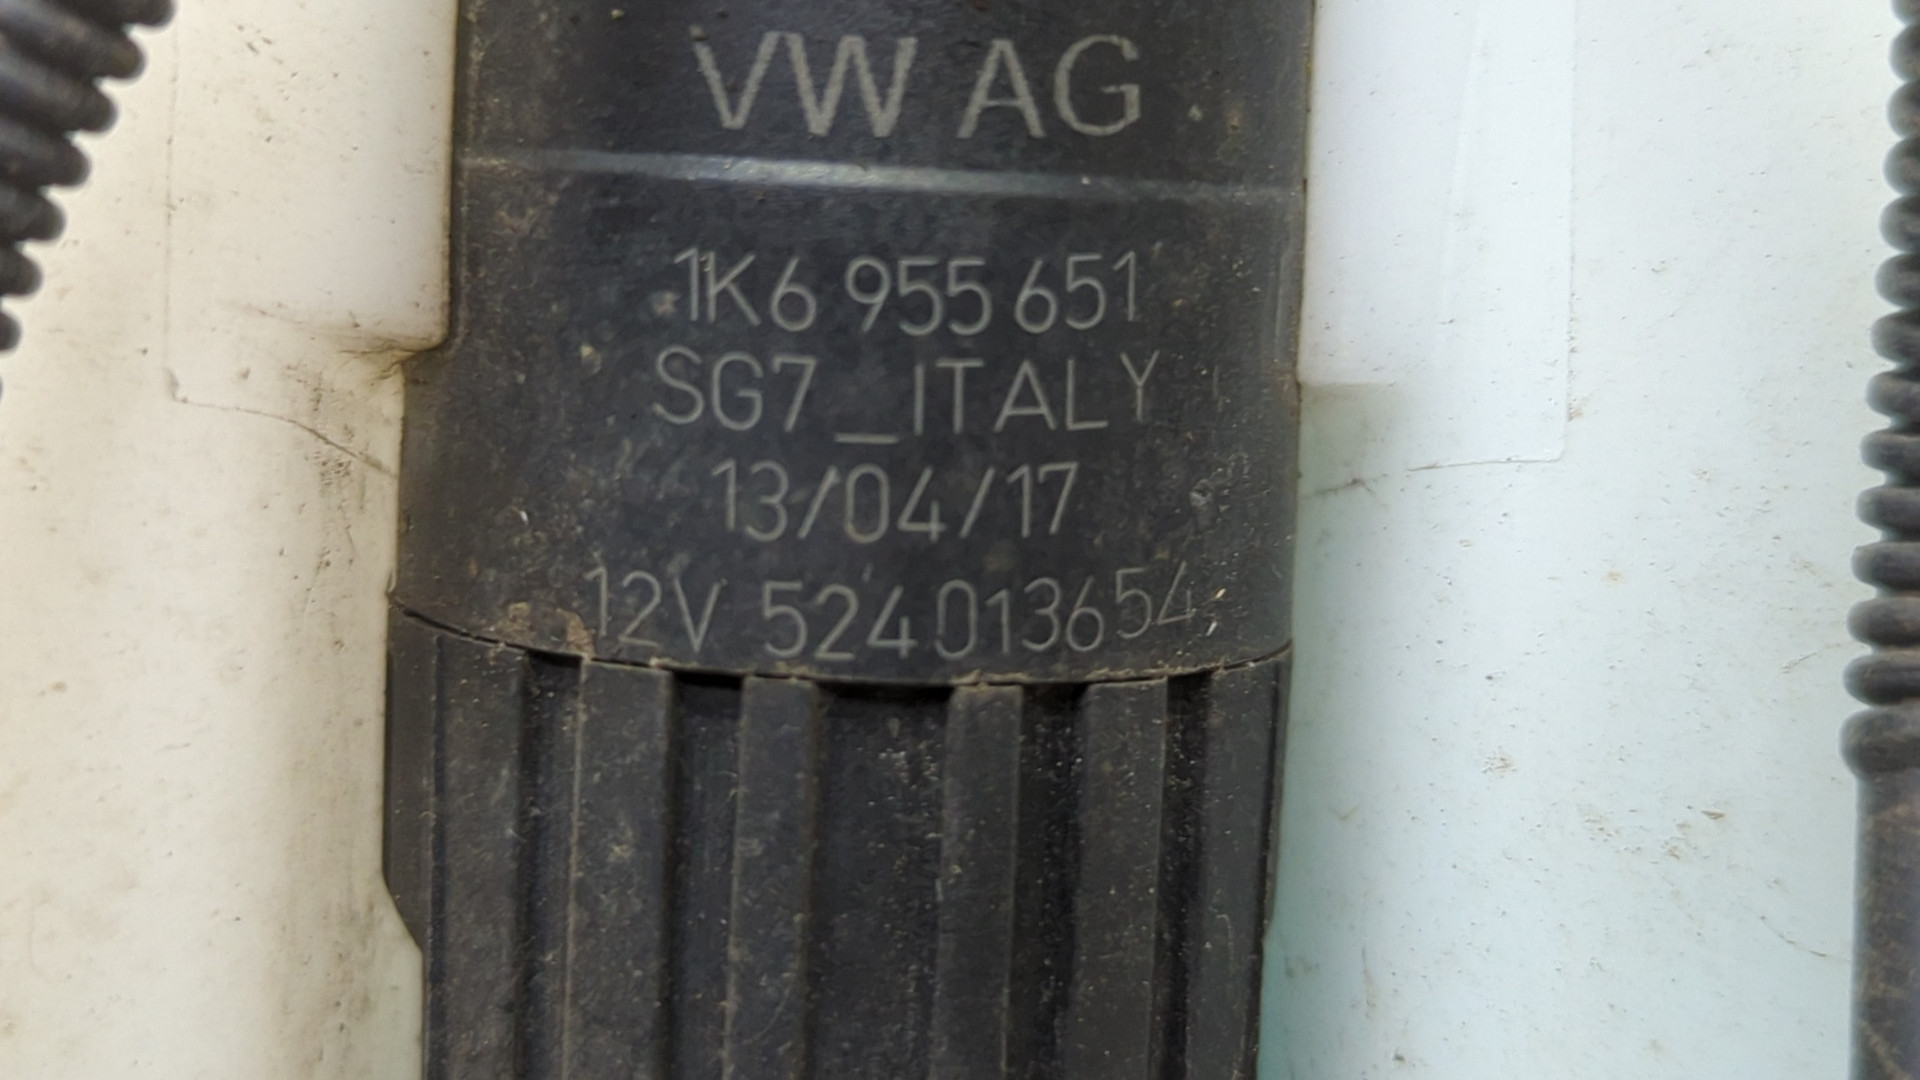 VW AG
1K6 955 651
SG7_ITALY
13/04/17
12V 524013654